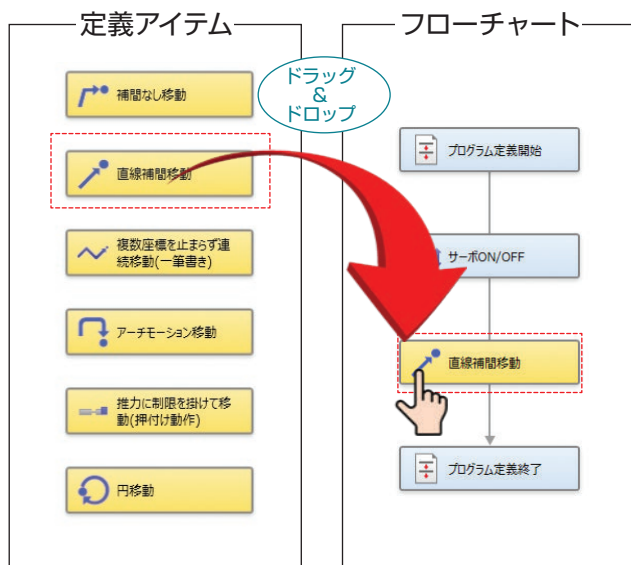 定義アイテム
補間なし移動
直線補間移動
複数座標を止まらず連
続移動(一筆書き)
アーチモーション移動
推力に制限を掛けて移
動(押付け動作)
円移動
ドラッグ
&
ドロップ
フローチャート
プログラム定義開始
サーボON/OFF
直線補間移動
プログラム定義終了